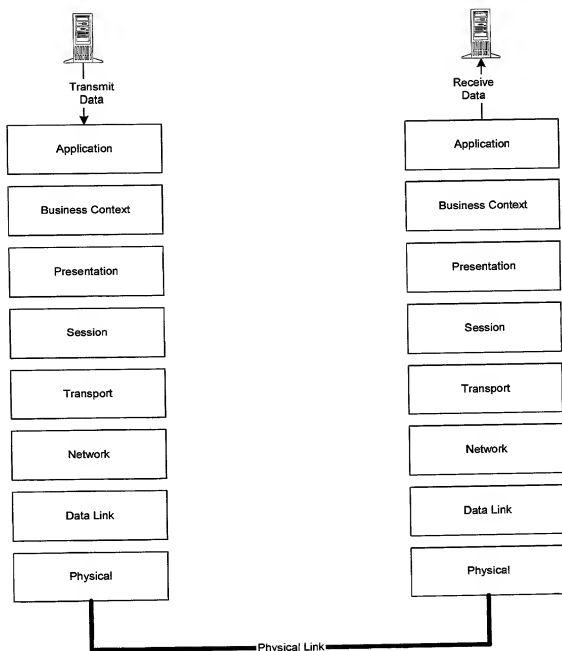 Transmit
Data
Application
Business Context
Presentation
Session
Transport
Network
Data Link
Physical
Receive
Data
Application
Business Context
Presentation
Session
Transport
Network
Data Link
Physical
Physical Link